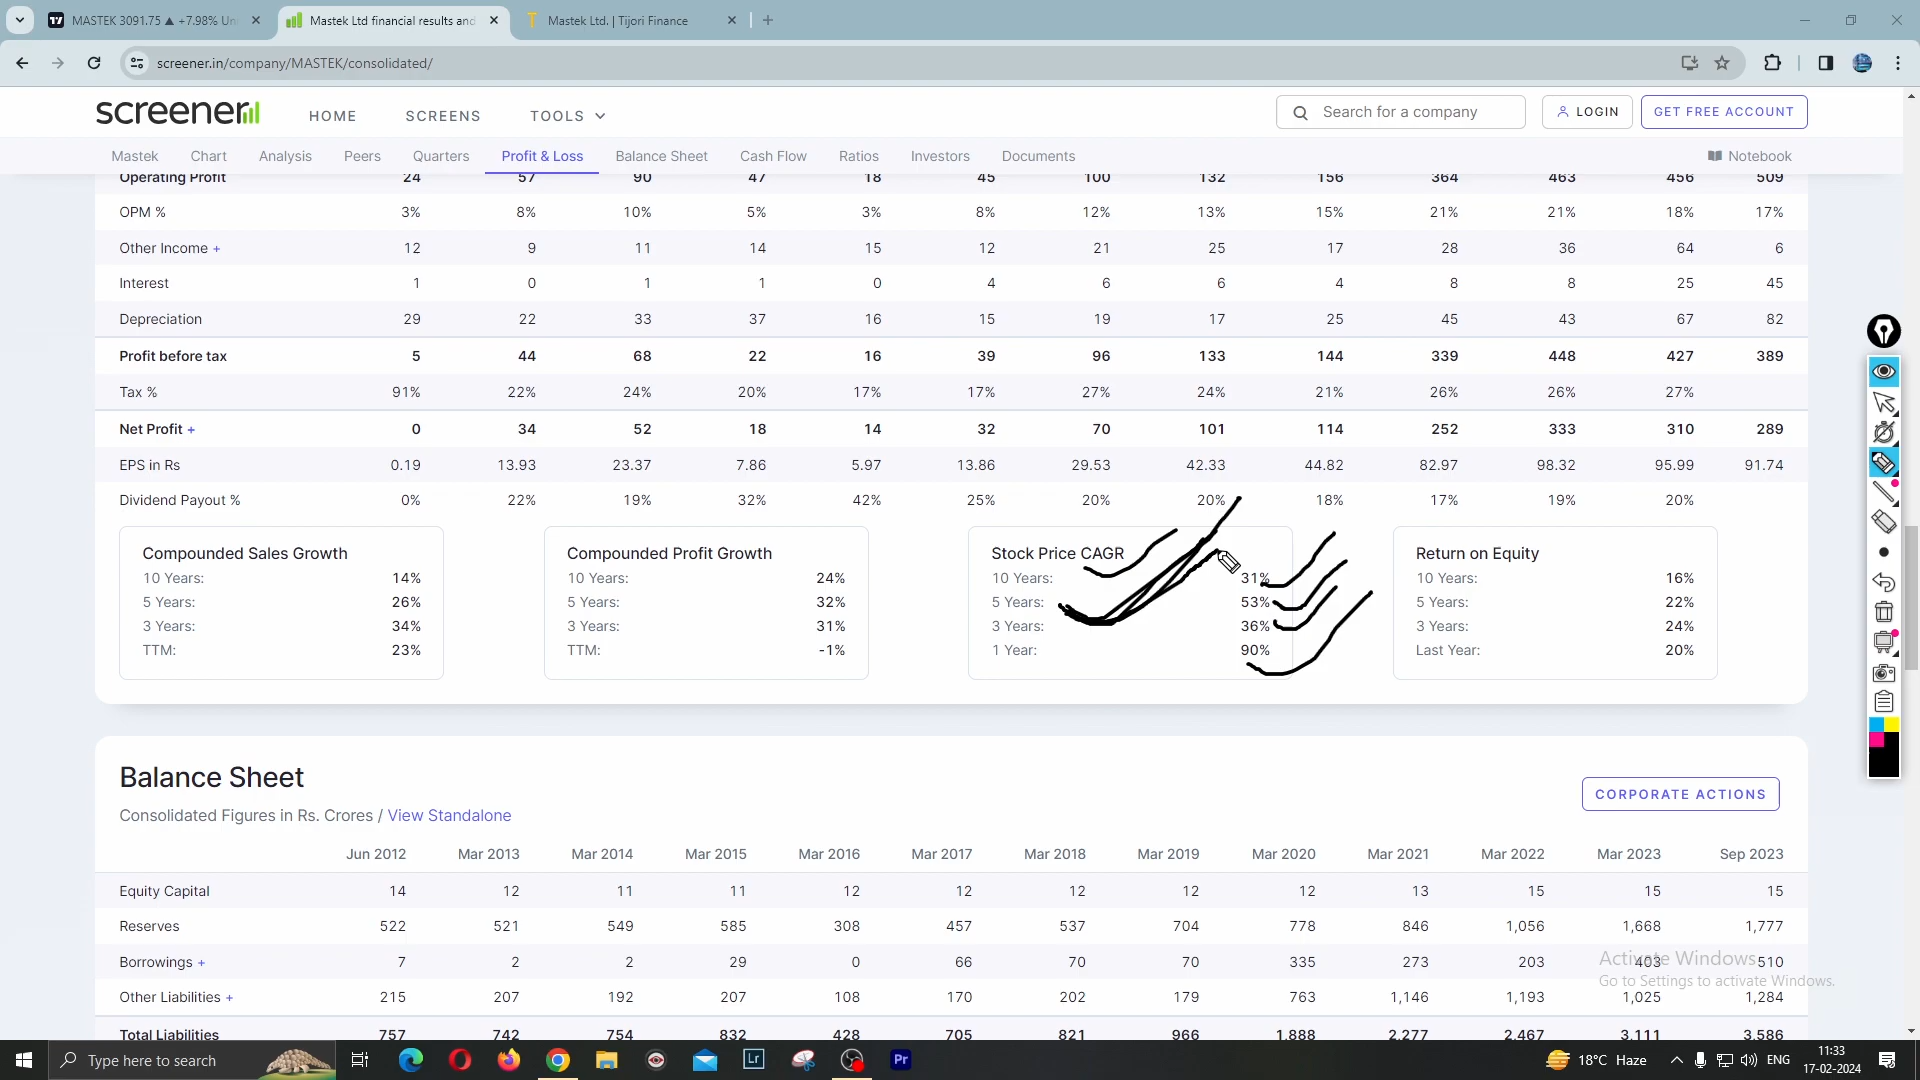 MASTEK 3091.75 ▲ +7.98% Un
Mastek Ltd financial results and
Mastek Ltd. | Tijori Finance
screener.in/company/MASTEK/consolidated/
screener HOME SCREENS TOOLS Search for a company LOGIN GET FREE ACCOUNT
Mastek Chart Analysis Peers Quarters Profit & Loss Balance Sheet Cash Flow Ratios Investors Documents Notebook
Operating Profit 24 57 90 47 18 45 100 132 156 364 463 456 509
OPM % 3% 8% 10% 5% 3% 8% 12% 13% 15% 21% 21% 18% 17%
Other Income + 12 9 11 14 15 12 21 25 17 28 36 64 6
Interest 1 0 1 1 0 4 6 6 4 8 8 25 45
Depreciation 29 22 33 37 16 15 19 17 25 45 43 67 82
Profit before tax 5 44 68 22 16 39 96 133 144 339 448 427 389
Tax % 91% 22% 24% 20% 17% 17% 27% 24% 21% 26% 26% 27%
Net Profit + 0 34 52 18 14 32 70 101 114 252 333 310 289
EPS in Rs 0.19 13.93 23.37 7.86 5.97 13.86 29.53 42.33 44.82 82.97 98.32 95.99 91.74
Dividend Payout % 0% 22% 19% 32% 42% 25% 20% 20% 18% 17% 19% 20%
Compounded Sales Growth
10 Years: 14%
5 Years: 26%
3 Years: 34%
TTM: 23%
Compounded Profit Growth
10 Years: 24%
5 Years: 32%
3 Years: 31%
TTM: -1%
Stock Price CAGR
10 Years: 31%
5 Years: 53%
3 Years: 36%
1 Year: 90%
Return on Equity
10 Years: 16%
5 Years: 22%
3 Years: 24%
Last Year: 20%
Balance Sheet
Consolidated Figures in Rs. Crores / View Standalone
CORPORATE ACTIONS
Jun 2012 Mar 2013 Mar 2014 Mar 2015 Mar 2016 Mar 2017 Mar 2018 Mar 2019 Mar 2020 Mar 2021 Mar 2022 Mar 2023 Sep 2023
Equity Capital 14 12 11 11 12 12 12 12 12 13 15 15 15
Reserves 522 521 549 585 308 457 537 704 778 846 1,056 1,668 1,777
Borrowings + 7 2 2 29 0 66 70 70 335 273 203 403 510
Other Liabilities + 215 207 192 207 108 170 202 179 763 1,146 1,193 1,025 1,284
Total Liabilities 757 742 754 832 428 705 821 966 1,888 2,277 2,467 3,111 3,586
Activate Windows
Go to Settings to activate Windows.
Type here to search
Lr
Pr
18°C Haze
ENG
11:33
17-02-2024